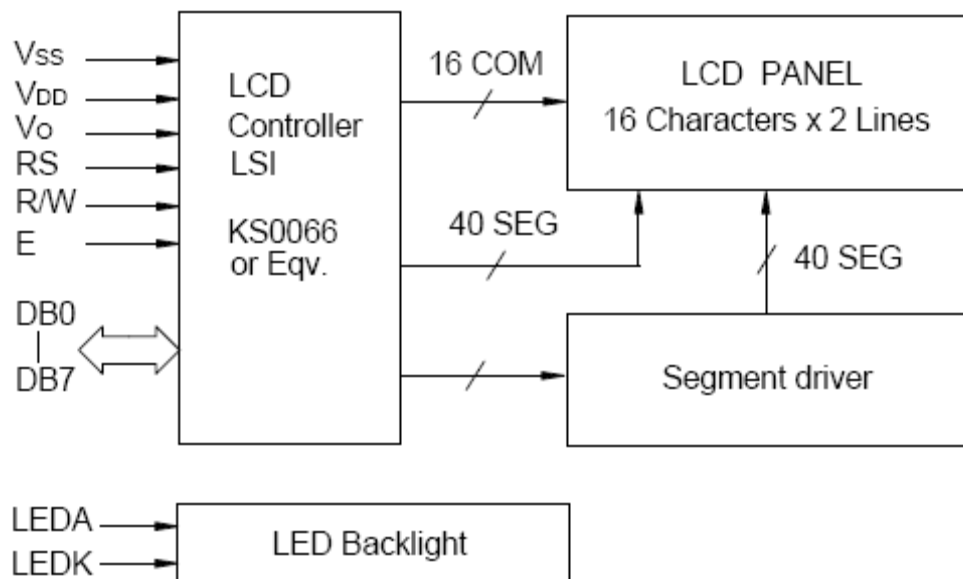 Vss
VDD
Vo
RS
R/W
E
DB0
DB7
LCD
Controller
LSI
KS0066
or Eqv.
16 COM
40 SEG
LCD PANEL
16 Characters x 2 Lines
40 SEG
Segment driver
LEDA
LEDK
LED Backlight